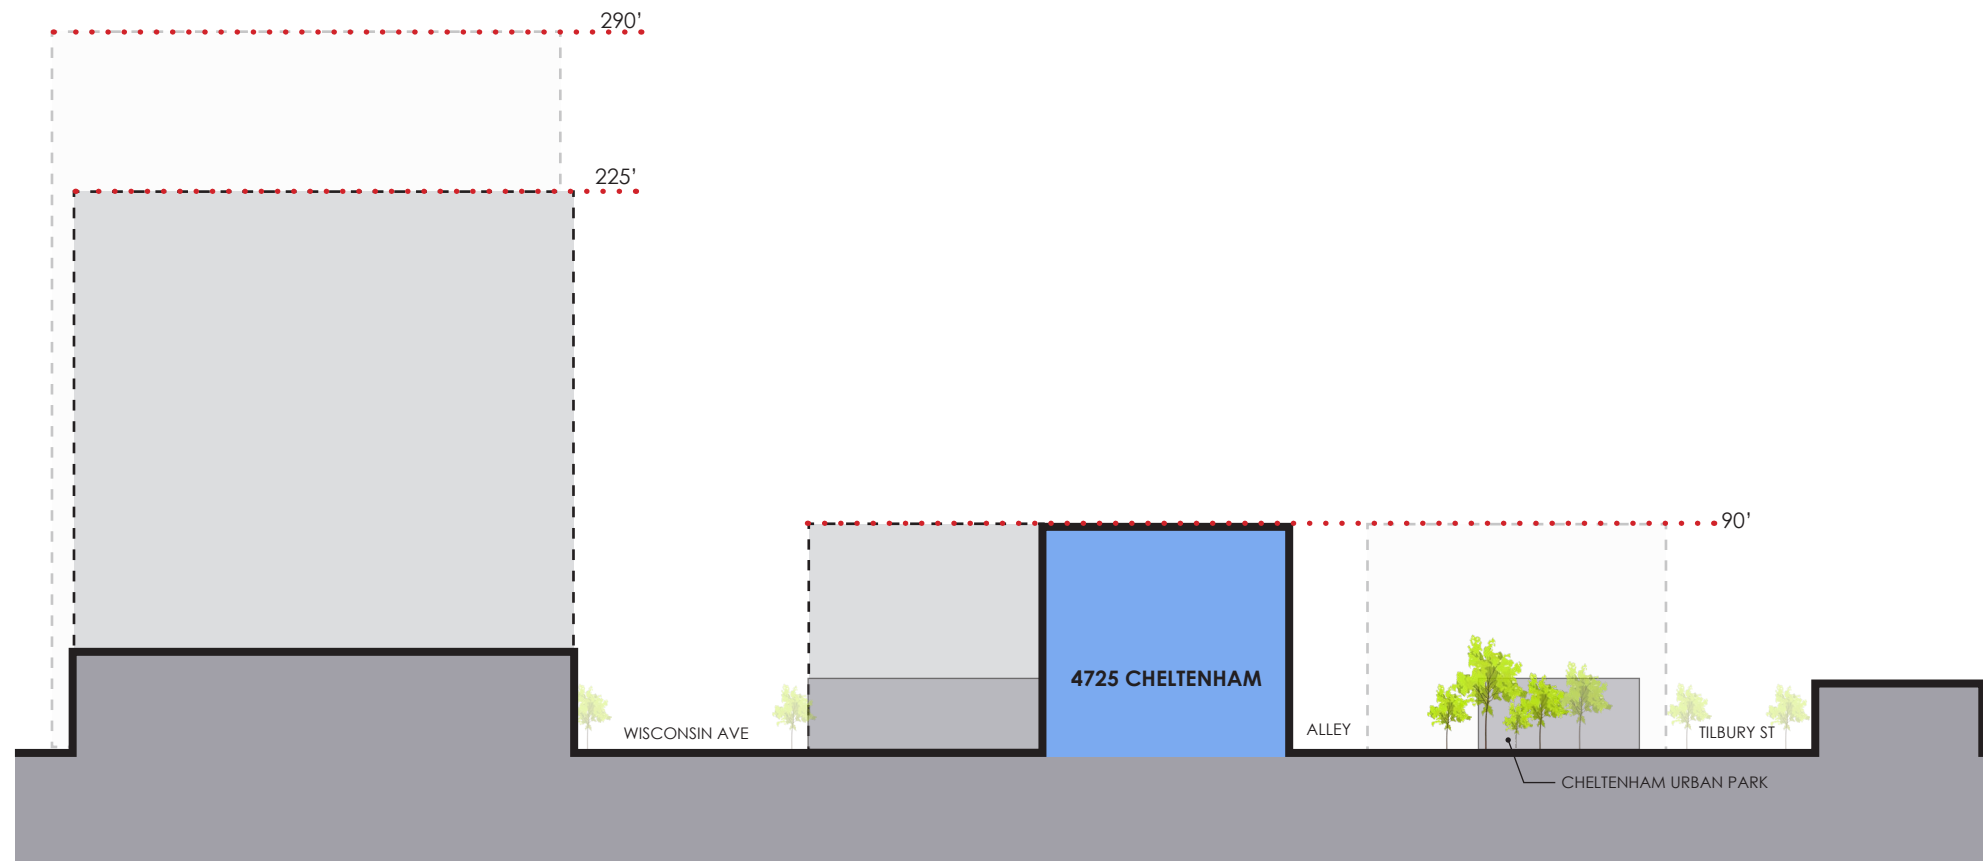 290’
225’
90’
4725 CHELTENHAM
WISCONSIN AVE
ALLEY
TILBURY ST
CHELTENHAM URBAN PARK